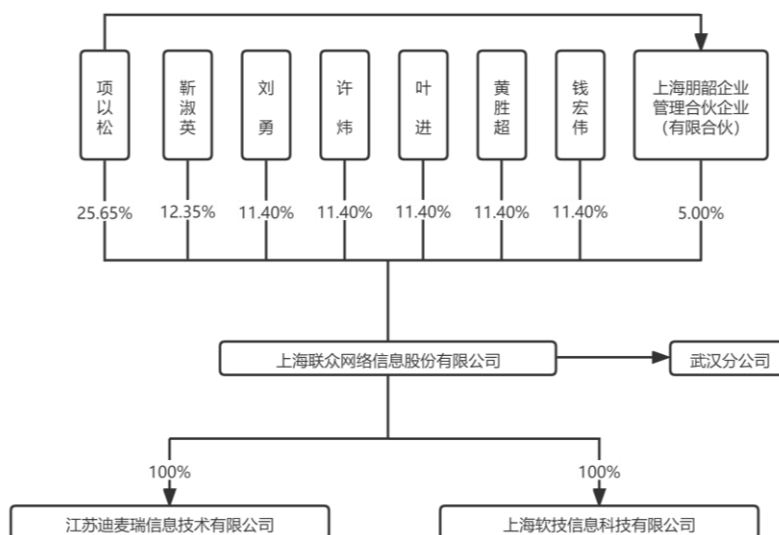 项以松
靳淑英
刘勇
许炜
叶进
黄胜超
钱宏伟
上海朋韶企业
管理合伙企业
（有限合伙）
25.65%
12.35%
11.40%
11.40%
11.40%
11.40%
11.40%
5.00%
上海联众网络信息股份有限公司
武汉分公司
100%
100%
江苏迪麦瑞信息技术有限公司
上海软技信息科技有限公司